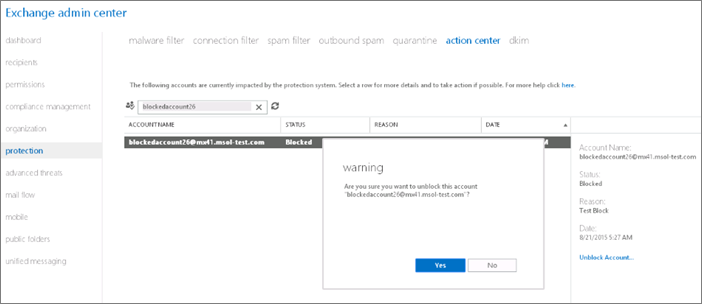 Exchange admin center
dashboard
recipients
permissions
compliance management
organization
protection
advanced threats
mail flow
mobile
public folders
unified messaging
malware filter connection filter spam filter outbound spam quarantine action center dkim
The following accounts are currently impacted by the protection system. Select a row for more details and to take action if possible. For more help click here.
blockedaccount26
ACCOUNTNAME STATUS REASON DATE
blockedaccount26@mw41.msol-test.com Blocked M
warning
Are you sure you want to unblock this account
"blockedaccount26@mw41.msol-test.com"?
Yes No
Account Name:
blockedaccount26@mw41.msol-test.com
Status:
Blocked
Reason:
Test Block
Date:
8/21/2015 5:27 AM
Unblock Account...